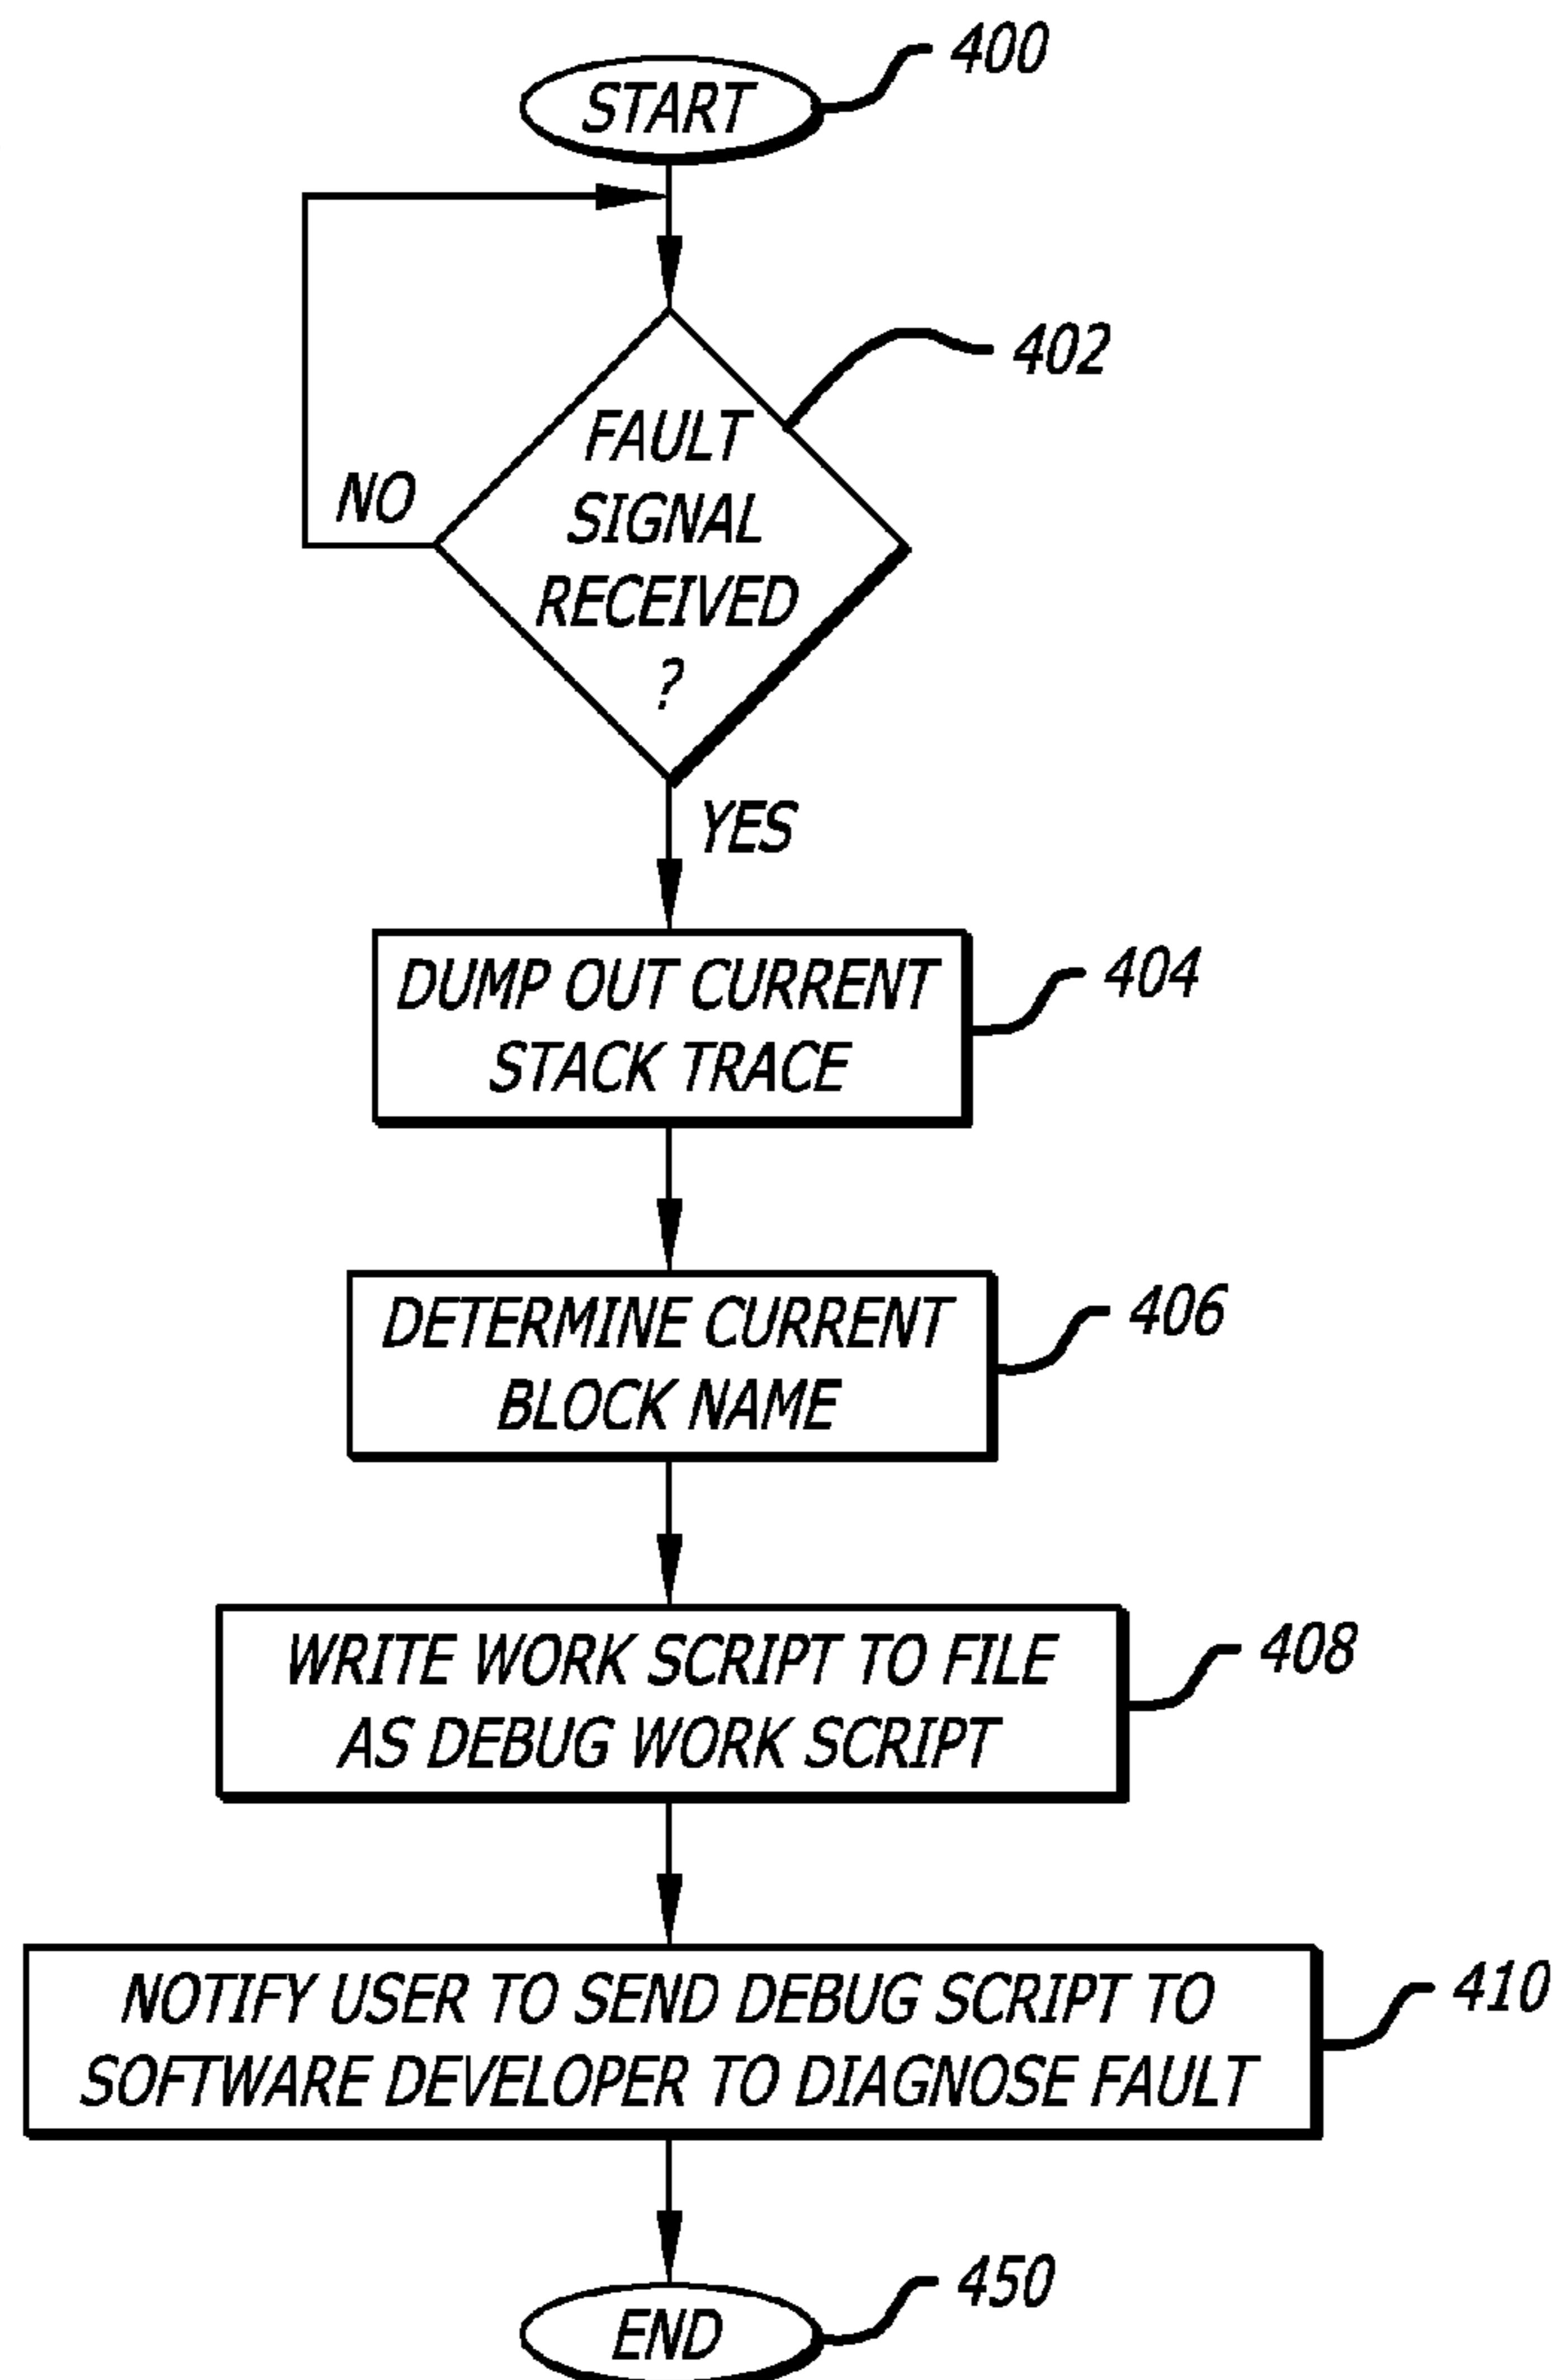 START
400
FAULT
SIGNAL
RECEIVED
?
402
NO
YES
DUMP OUT CURRENT
STACK TRACE
404
DETERMINE CURRENT
BLOCK NAME
406
WRITE WORK SCRIPT TO FILE
AS DEBUG WORK SCRIPT
408
NOTIFY USER TO SEND DEBUG SCRIPT TO
SOFTWARE DEVELOPER TO DIAGNOSE FAULT
410
END
450